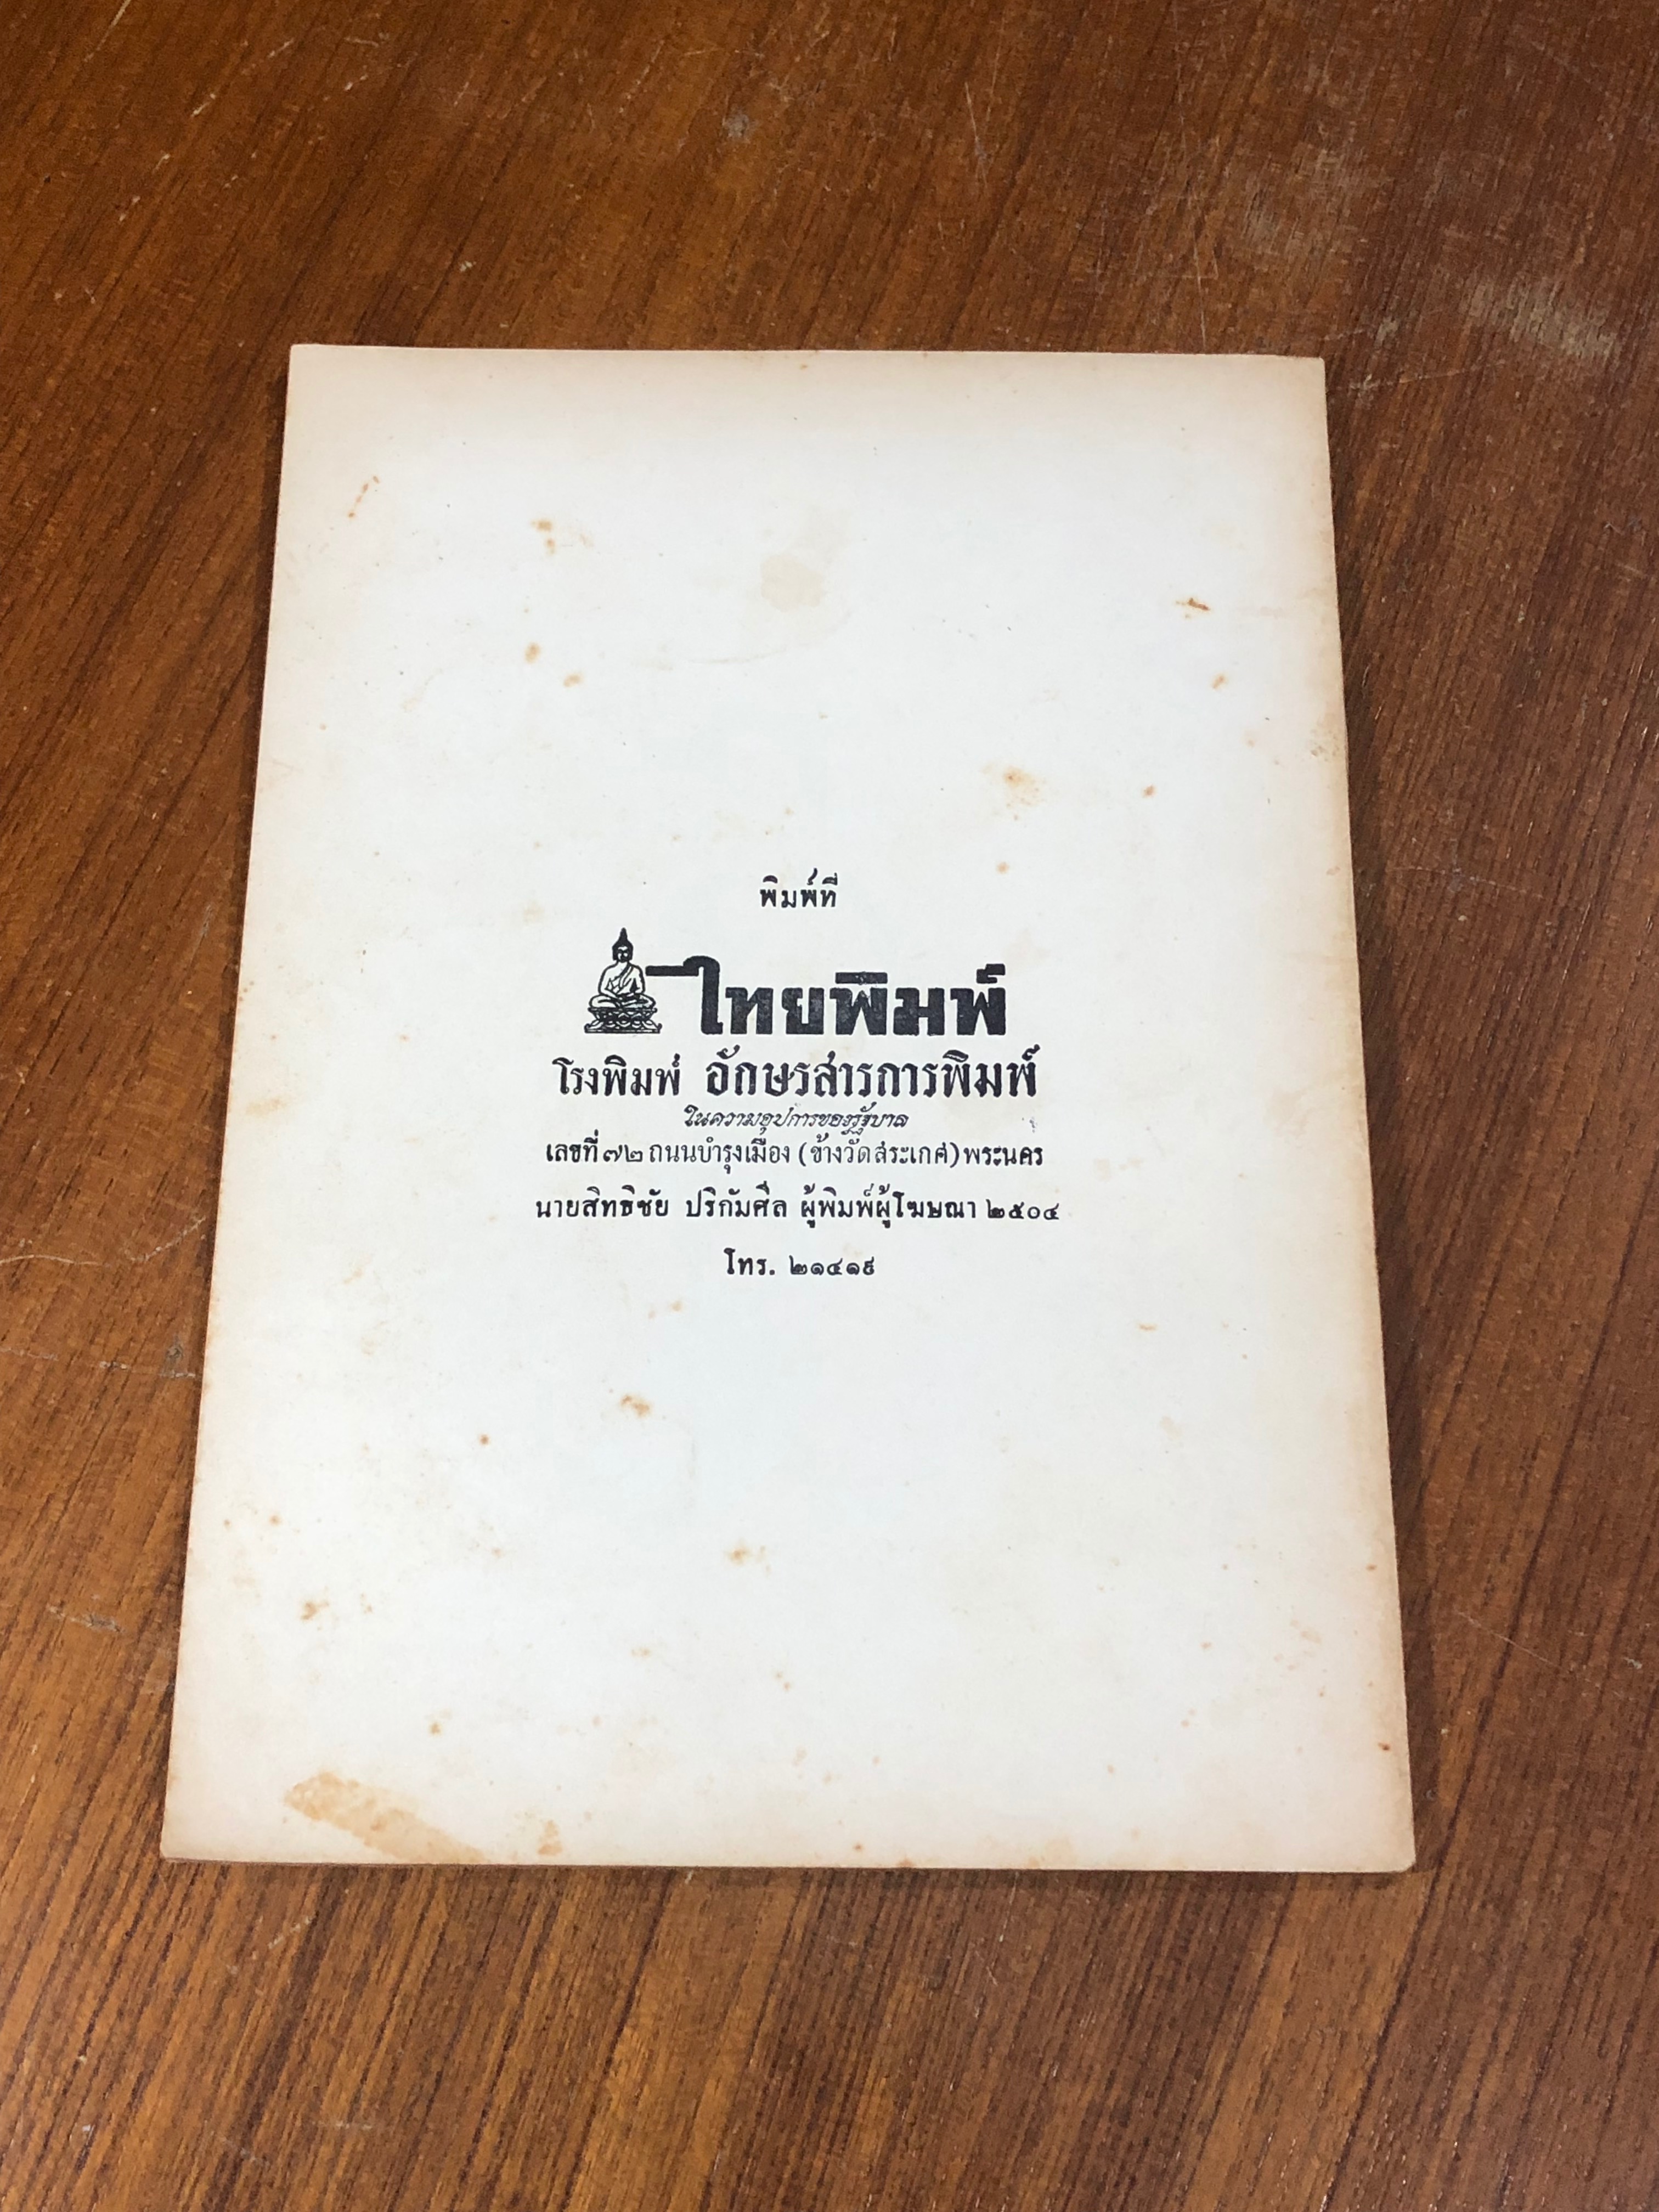 พิมพ์ที่
ไทยพิมพ์
โรงพิมพ์ อักษรสารการพิมพ์
ในความอุปการของรัฐบาล
เลขที่ ๗๒ ถนนบำรุงเมือง (ข้างวัดสระเกศ) พระนคร
นายสิทธิชัย ปริกัมศีล ผู้พิมพ์ผู้โฆษณา ๒๕๐๔
โทร. ๒๑๔๑๙